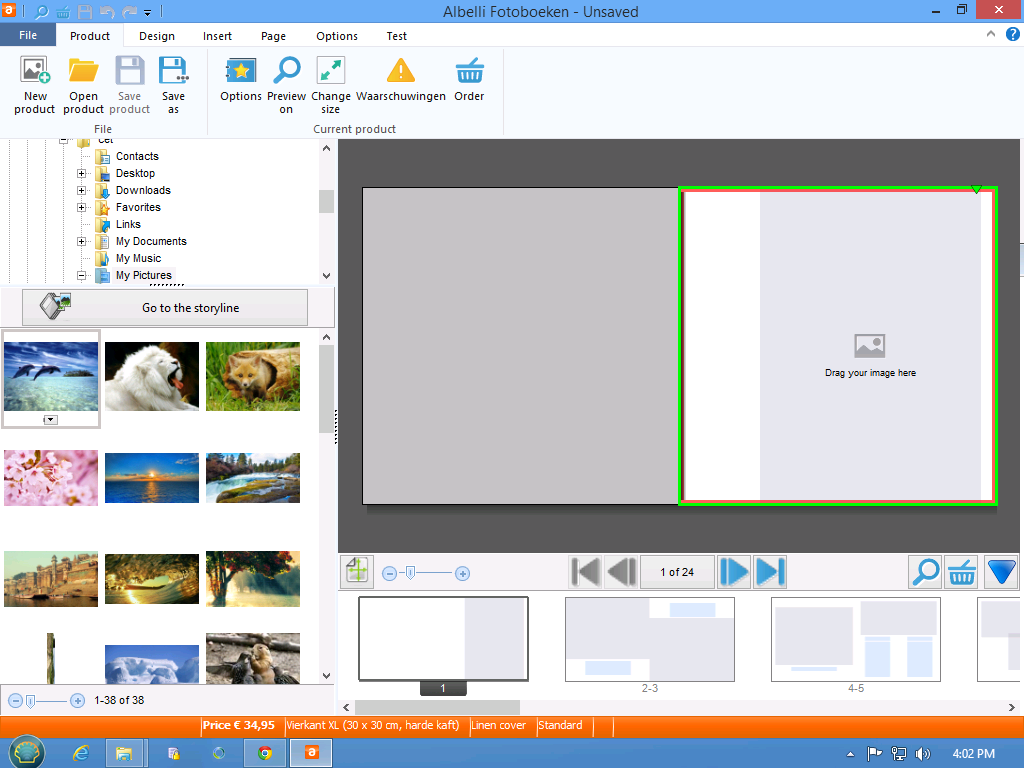 Albelli Fotoboeken - Unsaved
File Product Design Insert Page Options Test
New product
Open product
Save product
Save as
Options
Preview on
Change size
Waarschuwingen
Order
File
Current product
Cet
Contacts
Desktop
Downloads
Favorites
Links
My Documents
My Music
My Pictures
Go to the storyline
Drag your image here
1 of 24
1
2-3
4-5
1-38 of 38
Price € 34,95 Vierkant XL (30 x 30 cm, harde kaft) Linen cover Standard
4:02 PM